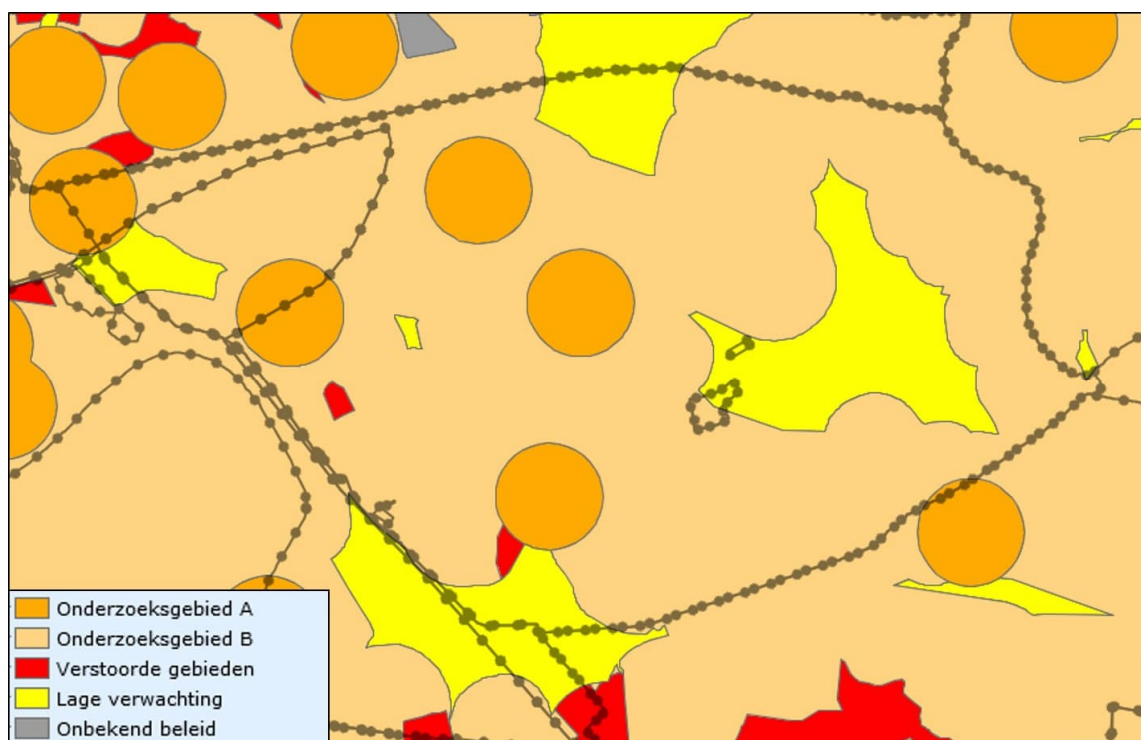 Onderzoeksgebied A
Onderzoeksgebied B
Verstoorde gebieden
Lage verwachting
Onbekend beleid